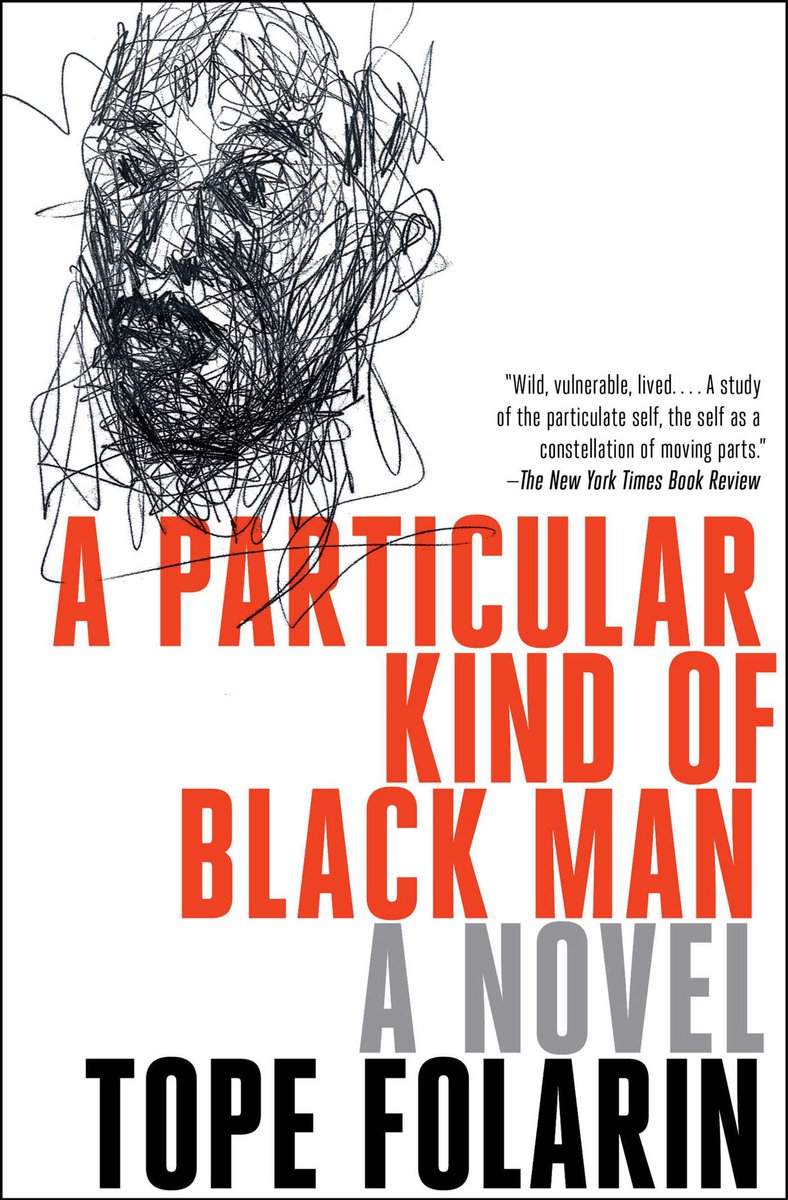 "Wild, vulnerable, lived. . . . A study
of the particulate self, the self as a
constellation of moving parts."
–The New York Times Book Review
A PARTICULAR
KIND OF
BLACK MAN
A NOVEL
TOPE FOLARIN